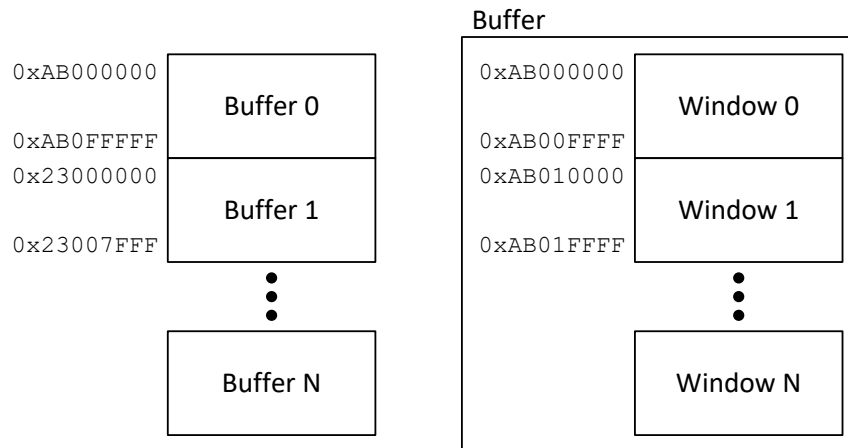 0xAB000000
Buffer 0
0xAB0FFFFF
0x23000000
Buffer 1
0x23007FFF
Buffer N
Buffer
0xAB000000
Window 0
0xAB00FFFF
0xAB010000
Window 1
0xAB01FFFF
Window N